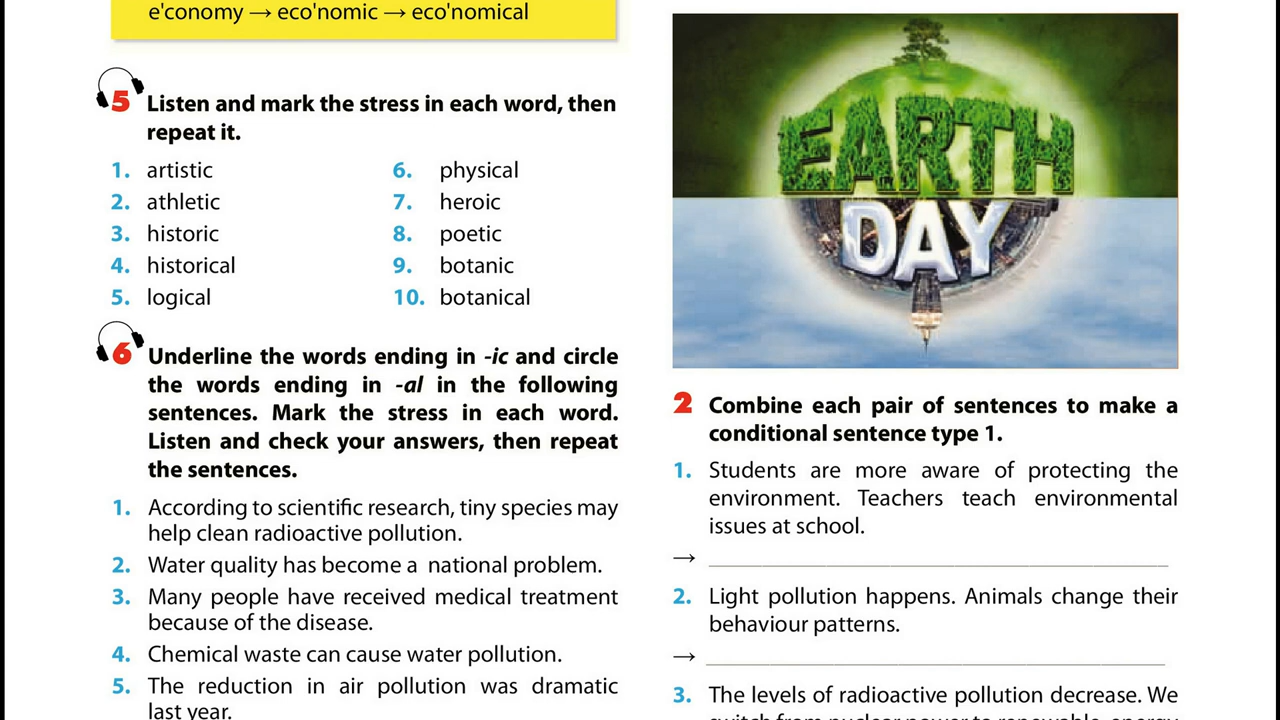 e'conomy → eco'nomic → eco'nomical
5 Listen and mark the stress in each word, then
repeat it.
1. artistic
2. athletic
3. historic
4. historical
5. logical
6. physical
7. heroic
8. poetic
9. botanic
10. botanical
6 Underline the words ending in -ic and circle
the words ending in -al in the following
sentences. Mark the stress in each word.
Listen and check your answers, then repeat
the sentences.
1. According to scientific research, tiny species may
help clean radioactive pollution.
2. Water quality has become a national problem.
3. Many people have received medical treatment
because of the disease.
4. Chemical waste can cause water pollution.
5. The reduction in air pollution was dramatic
last year.
EARTH
DAY
2 Combine each pair of sentences to make a
conditional sentence type 1.
1. Students are more aware of protecting the
environment. Teachers teach environmental
issues at school.
→
2. Light pollution happens. Animals change their
behaviour patterns.
→
3. The levels of radioactive pollution decrease. We
switch from nuclear power to renewable energy